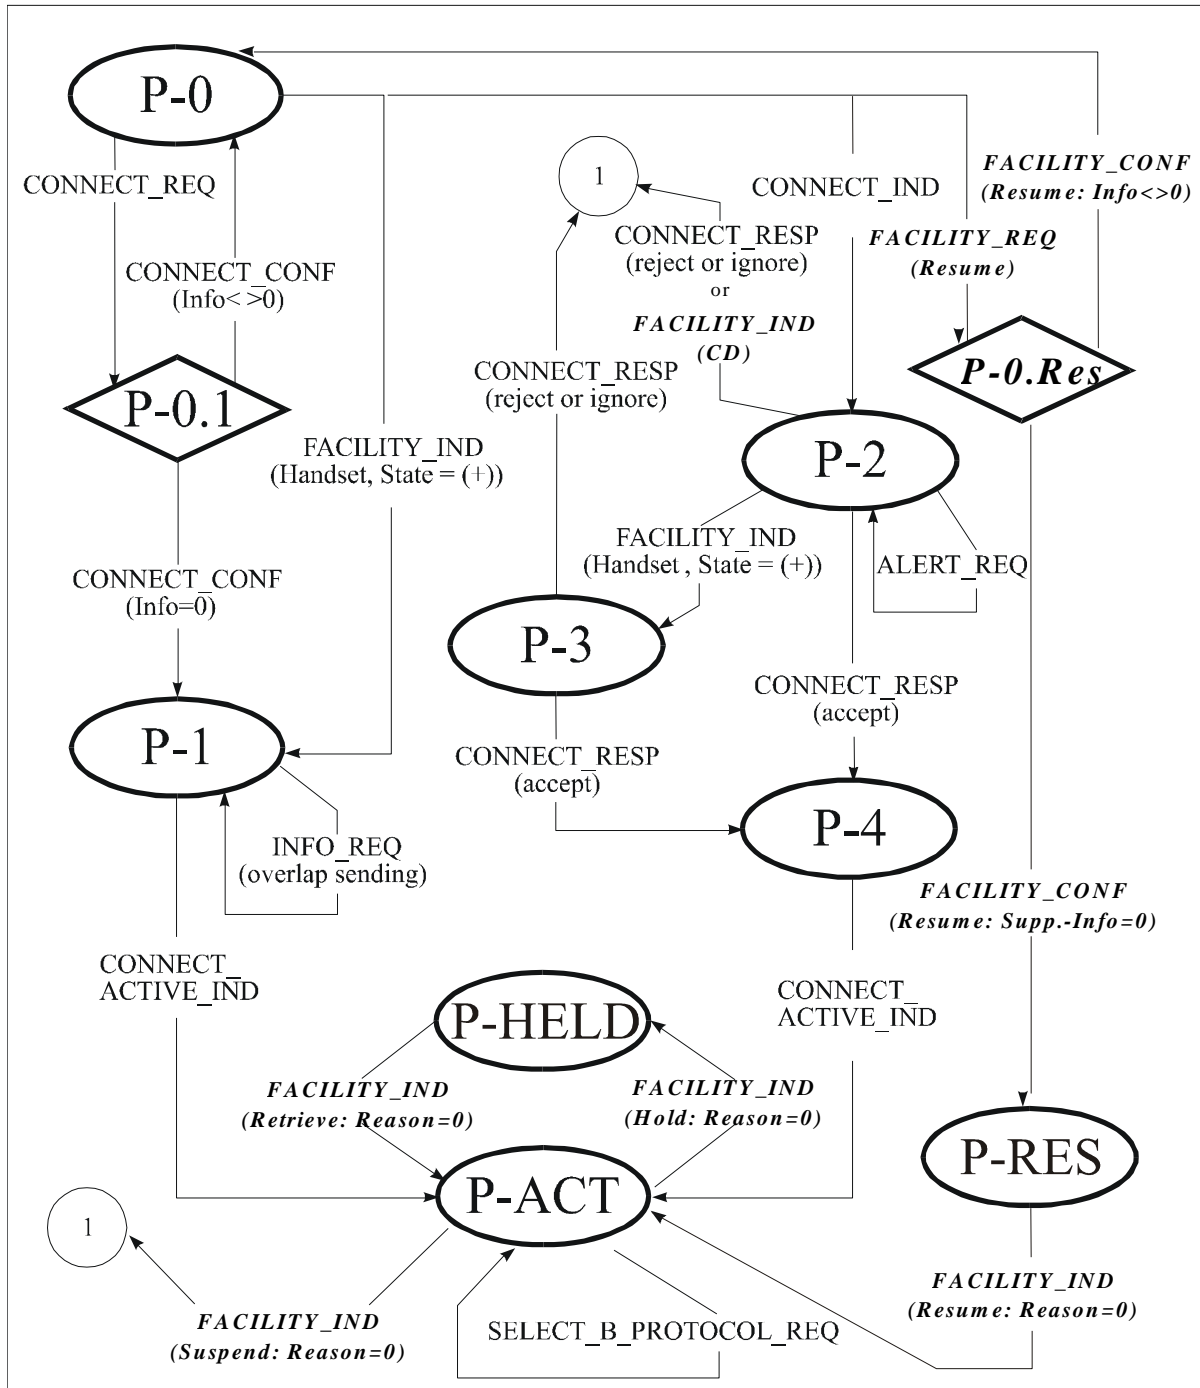 P-0
1
CONNECT_REQ
CONNECT_IND
FACILITY_CONF
(Resume: Info<>0)
CONNECT_RESP
(reject or ignore)
or
FACILITY_IND
(CD)
FACILITY_REQ
(Resume)
CONNECT_CONF
(Info< >0)
CONNECT_RESP
(reject or ignore)
P-0.Res
P-0.1
FACILITY_IND
(Handset, State = (+))
P-2
FACILITY_IND
(Handset , State = (+))
ALERT_REQ
CONNECT_CONF
(Info=0)
P-3
CONNECT_RESP
(accept)
P-1
CONNECT_RESP
(accept)
P-4
INFO_REQ
(overlap sending)
FACILITY_CONF
(Resume: Supp.-Info=0)
CONNECT_
ACTIVE_IND
CONNECT_
ACTIVE_IND
P-HELD
FACILITY_IND
(Retrieve: Reason=0)
FACILITY_IND
(Hold: Reason=0)
P-RES
P-ACT
1
FACILITY_IND
(Resume: Reason=0)
FACILITY_IND
(Suspend: Reason=0)
SELECT_B_PROTOCOL_REQ